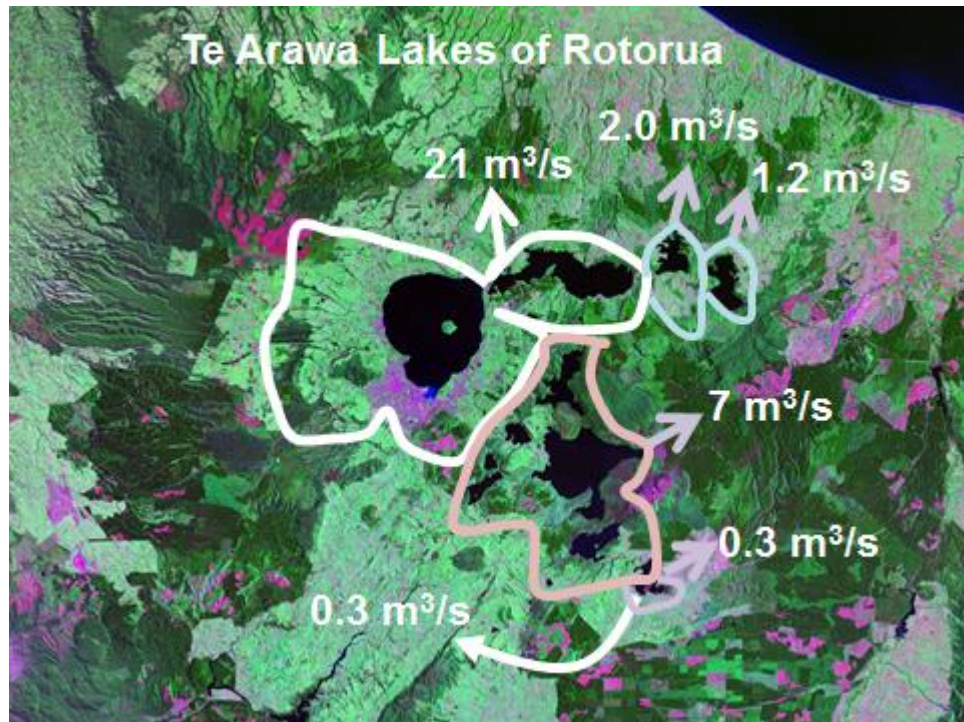 Te Arawa Lakes of Rotorua
2.0 m³/s
21 m³/s
1.2 m³/s
7 m³/s
0.3 m³/s
0.3 m³/s